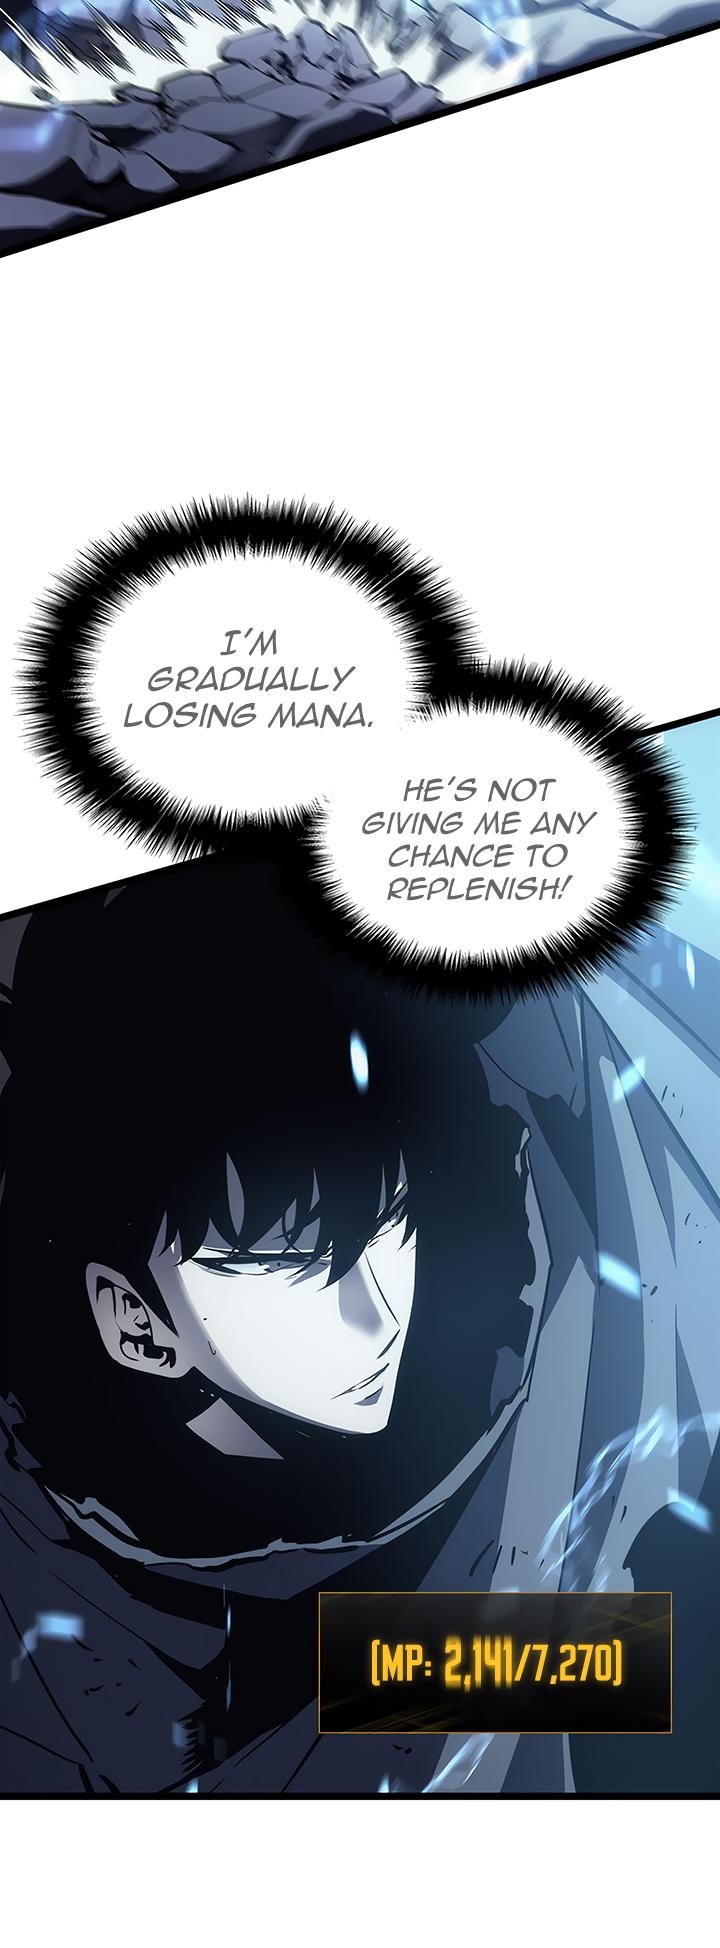 I'M
GRADUALLY
LOSING MANA.
HE'S NOT
GIVING ME ANY
CHANCE TO
REPLENISH!
[MP: 2,141/7,270]